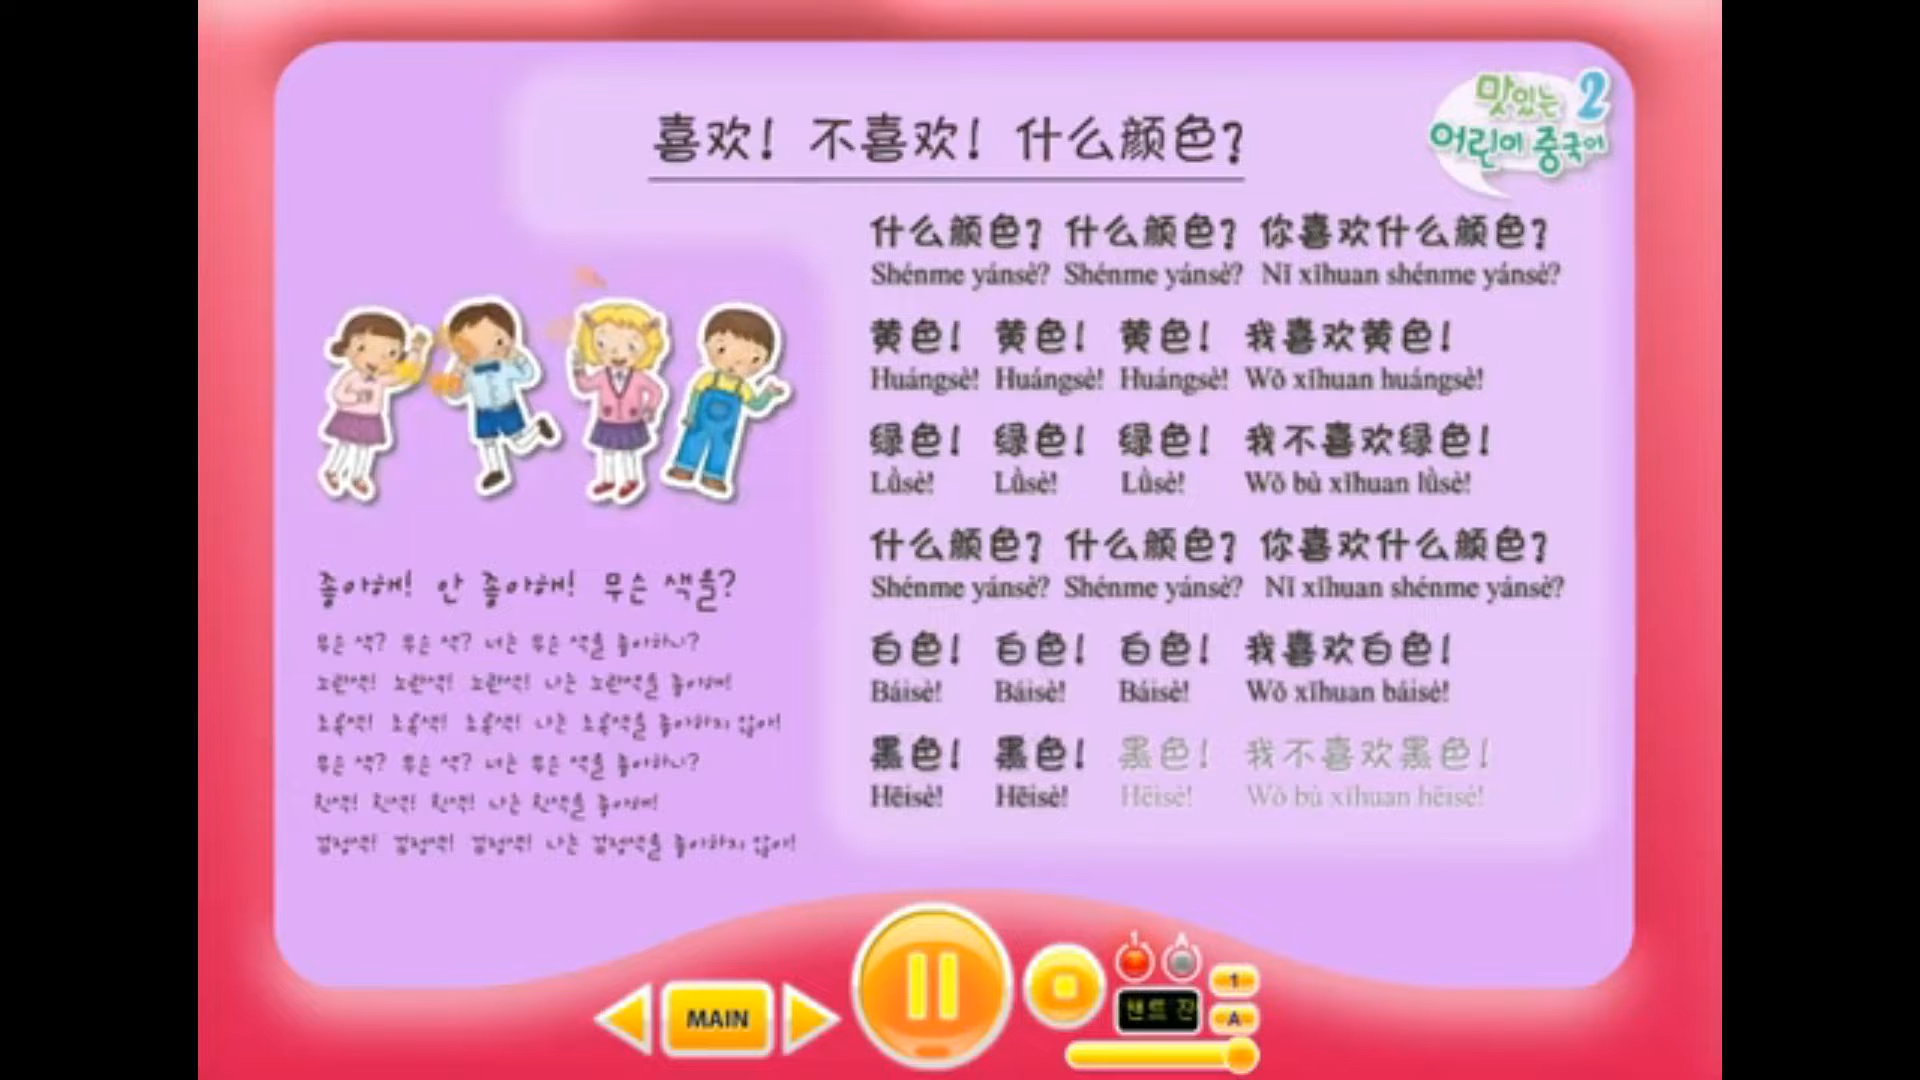 喜欢! 不喜欢! 什么颜色?
맛있는 2
어린이 중국어
什么颜色? 什么颜色? 你喜欢什么颜色?
Shénme yánsè? Shénme yánsè? Nǐ xǐhuan shénme yánsè?
黄色! 黄色! 黄色! 我喜欢黄色!
Huángsè! Huángsè! Huángsè! Wǒ xǐhuan huángsè!
绿色! 绿色! 绿色! 我不喜欢绿色!
Lǜsè! Lǜsè! Lǜsè! Wǒ bù xǐhuan lǜsè!
什么颜色? 什么颜色? 你喜欢什么颜色?
Shénme yánsè? Shénme yánsè? Nǐ xǐhuan shénme yánsè?
白色! 白色! 白色! 我喜欢白色!
Báisè! Báisè! Báisè! Wǒ xǐhuan báisè!
黑色! 黑色! 黑色! 我不喜欢黑色!
Hēisè! Hēisè! Hēisè! Wǒ bù xǐhuan hēisè!
좋아해! 안 좋아해! 무슨 색을?
무슨 색? 무슨 색? 너는 무슨 색을 좋아하니?
노란색! 노란색! 노란색! 나는 노란색을 좋아해!
초록색! 초록색! 초록색! 나는 초록색을 좋아하지 않아!
무슨 색? 무슨 색? 너는 무슨 색을 좋아하니?
흰색! 흰색! 흰색! 나는 흰색을 좋아해!
검정색! 검정색! 검정색! 나는 검정색을 좋아하지 않아!
MAIN
1 A
챈트
1
A